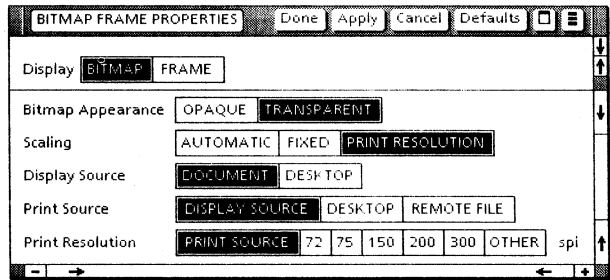 BITMAP FRAME PROPERTIES Done Apply Cancel Defaults
Display BITMAP FRAME
Bitmap Appearance OPAQUE TRANSPARENT
Scaling AUTOMATIC FIXED PRINT RESOLUTION
Display Source DOCUMENT DESKTOP
Print Source DISPLAY SOURCE DESKTOP REMOTE FILE
Print Resolution PRINT SOURCE 72 75 150 200 300 OTHER spi